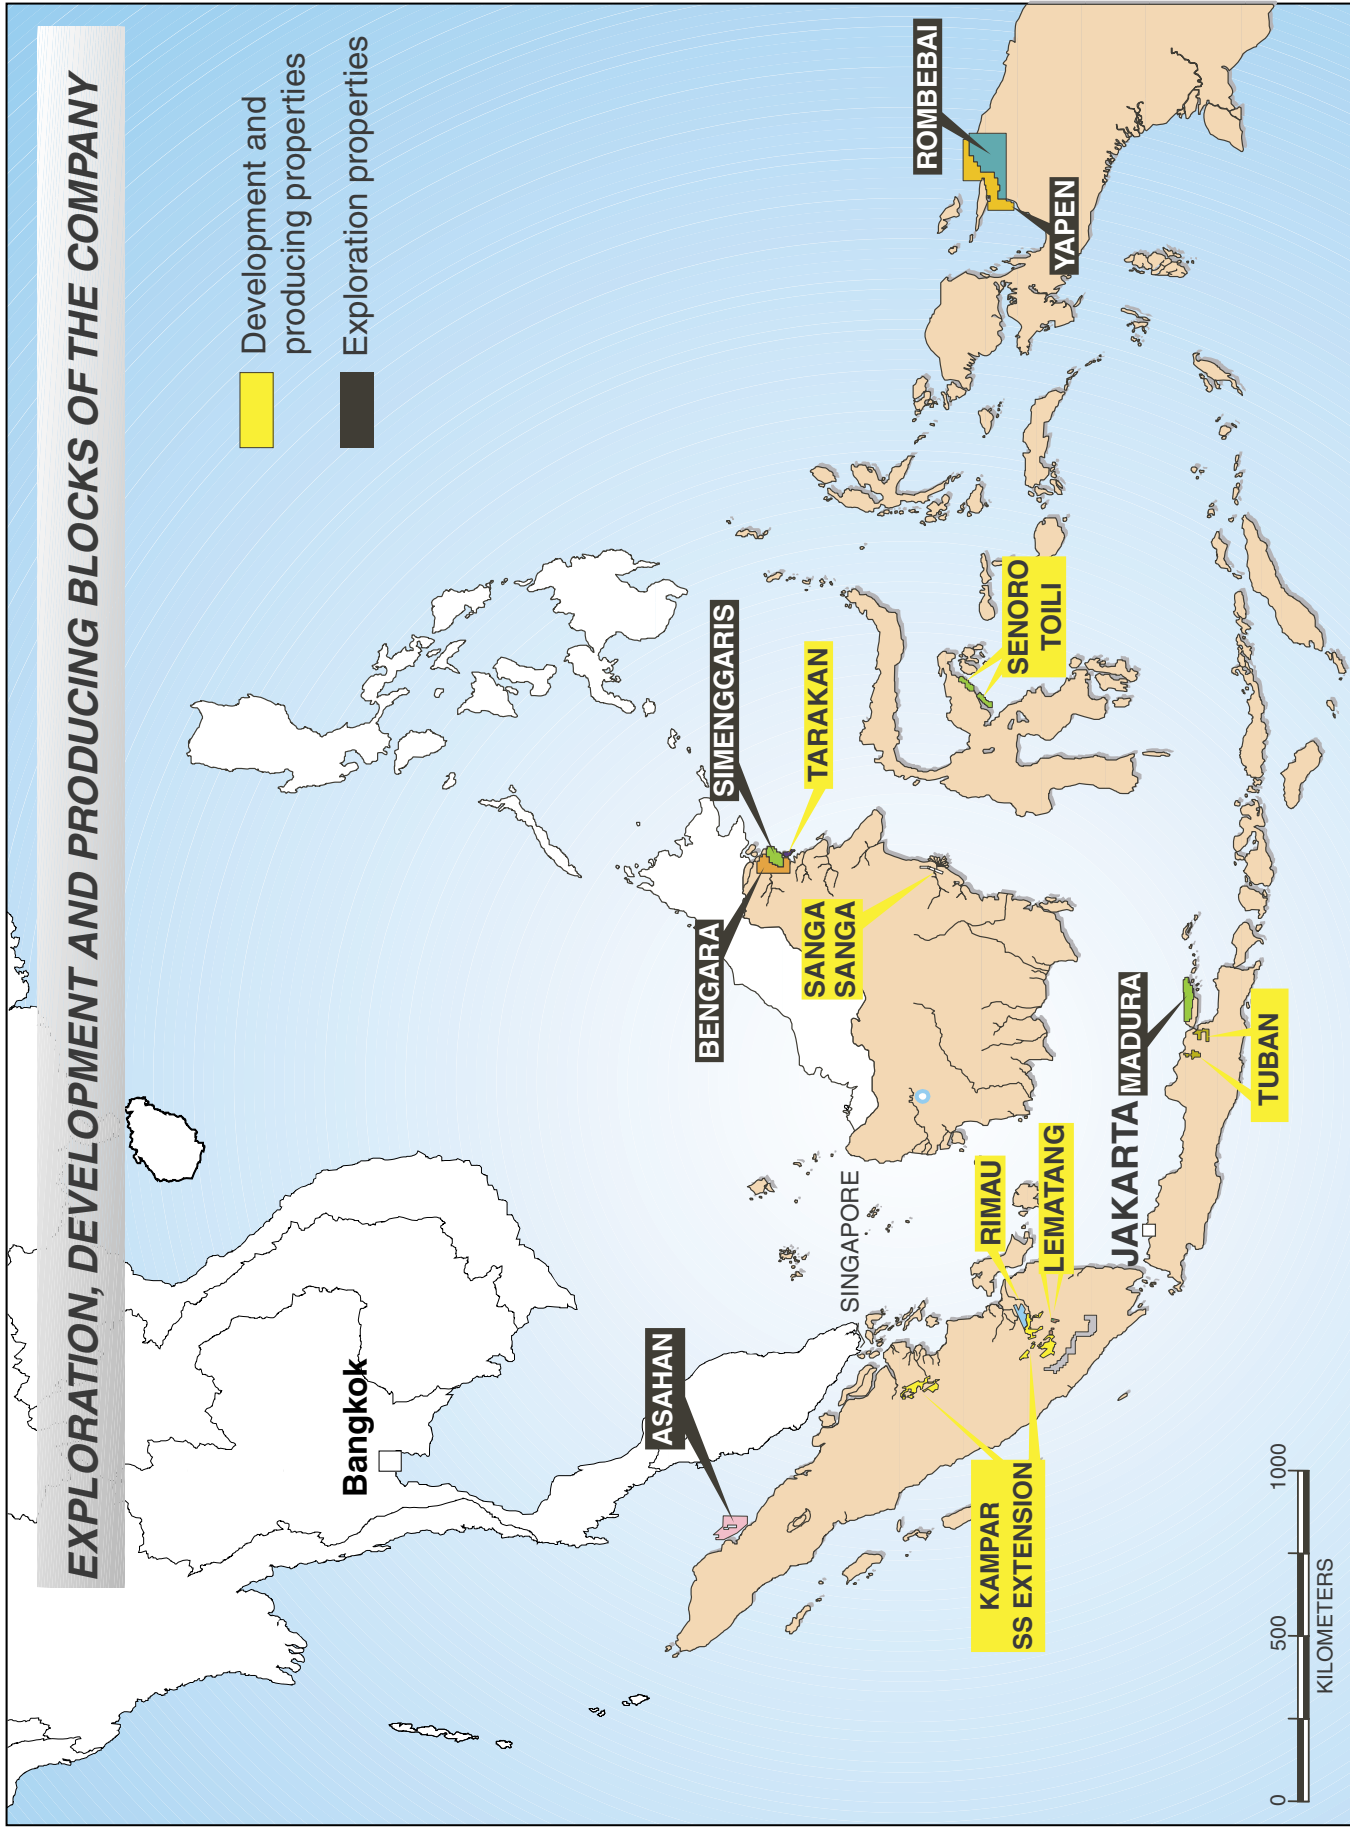 EXPLORATION, DEVELOPMENT AND PRODUCING BLOCKS OF THE COMPANY
Development and
producing properties
Exploration properties
Bangkok
ASAHAN
SINGAPORE
BENGARA
SIMENGGARIS
TARAKAN
SANGA
SANGA
SENORO
TOILI
ROMBEBAI
YAPEN
KAMPAR
SS EXTENSION
RIMAU
LEMATANG
JAKARTA
MADURA
TUBAN
0
500
1000
KILOMETERS